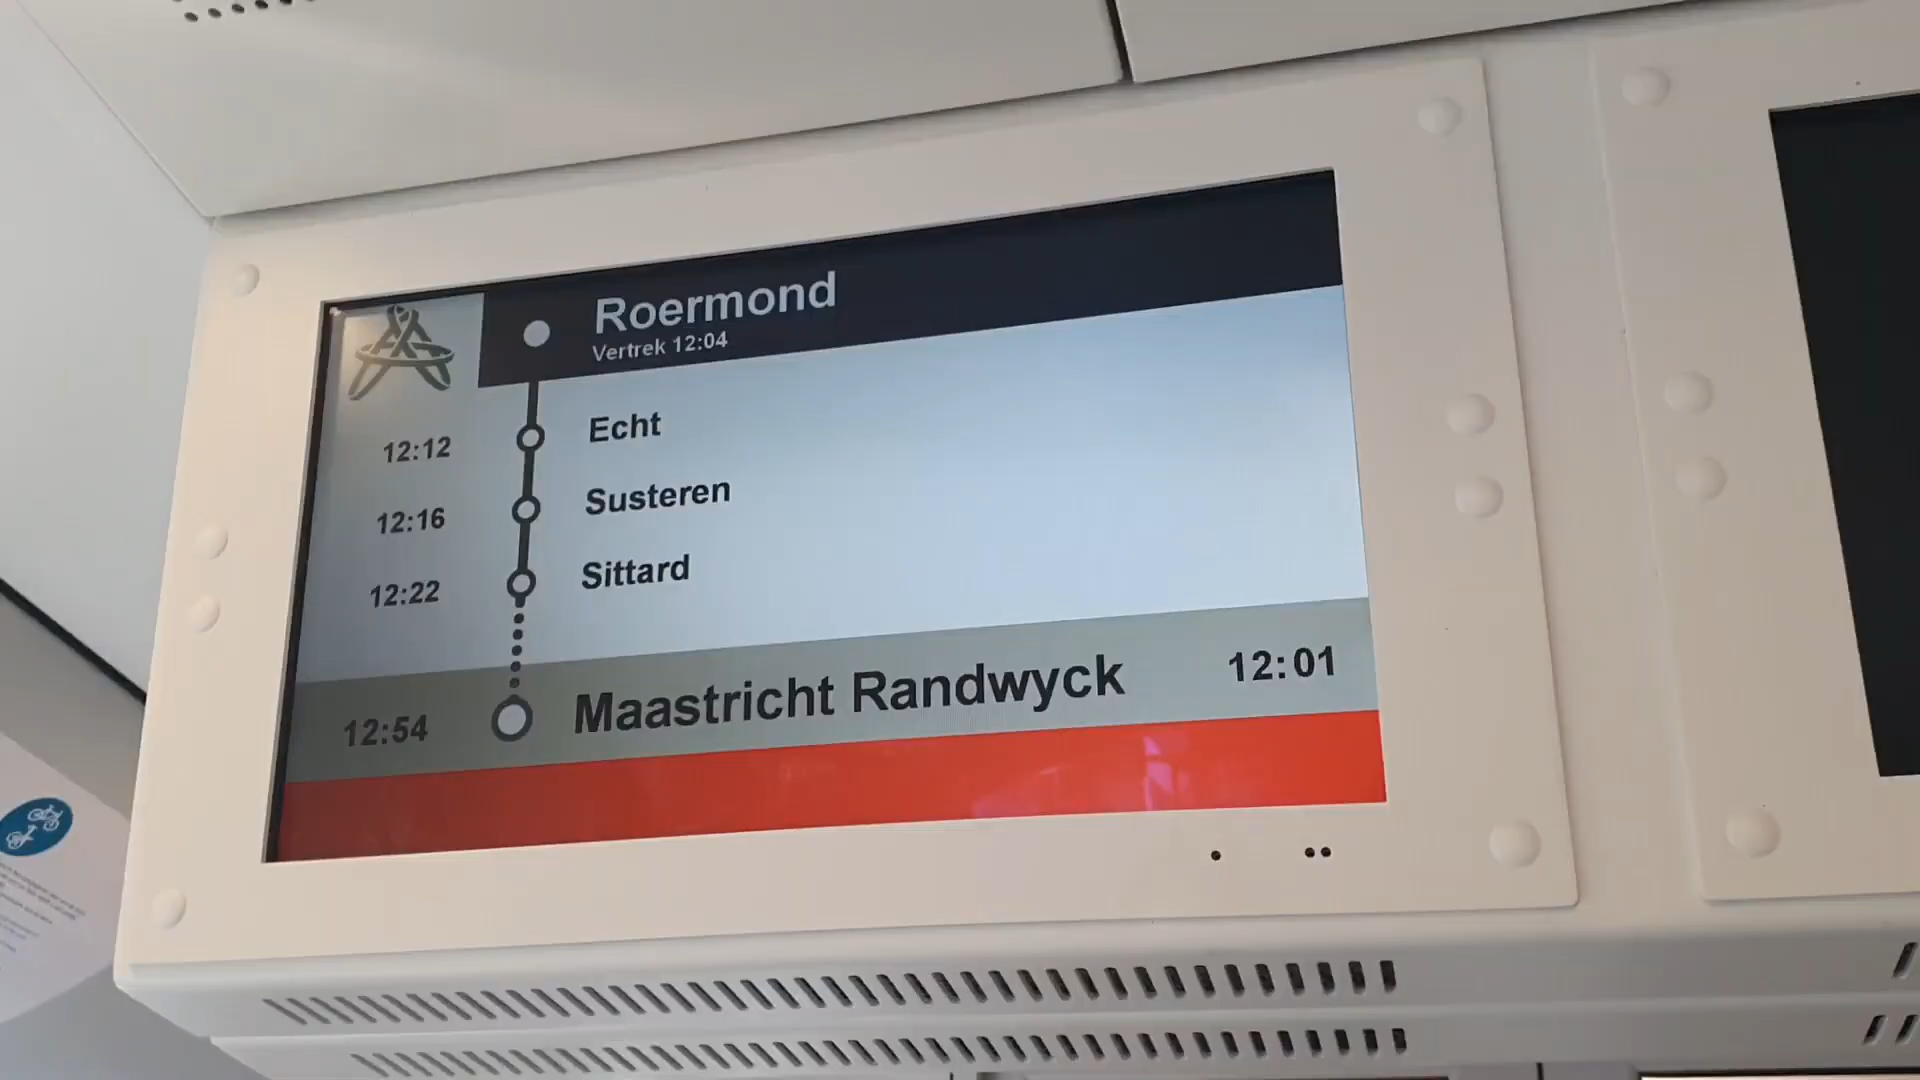 Roermond
Vertrek 12:04
12:12 Echt
12:16 Susteren
12:22 Sittard
12:54 Maastricht Randwyck 12:01